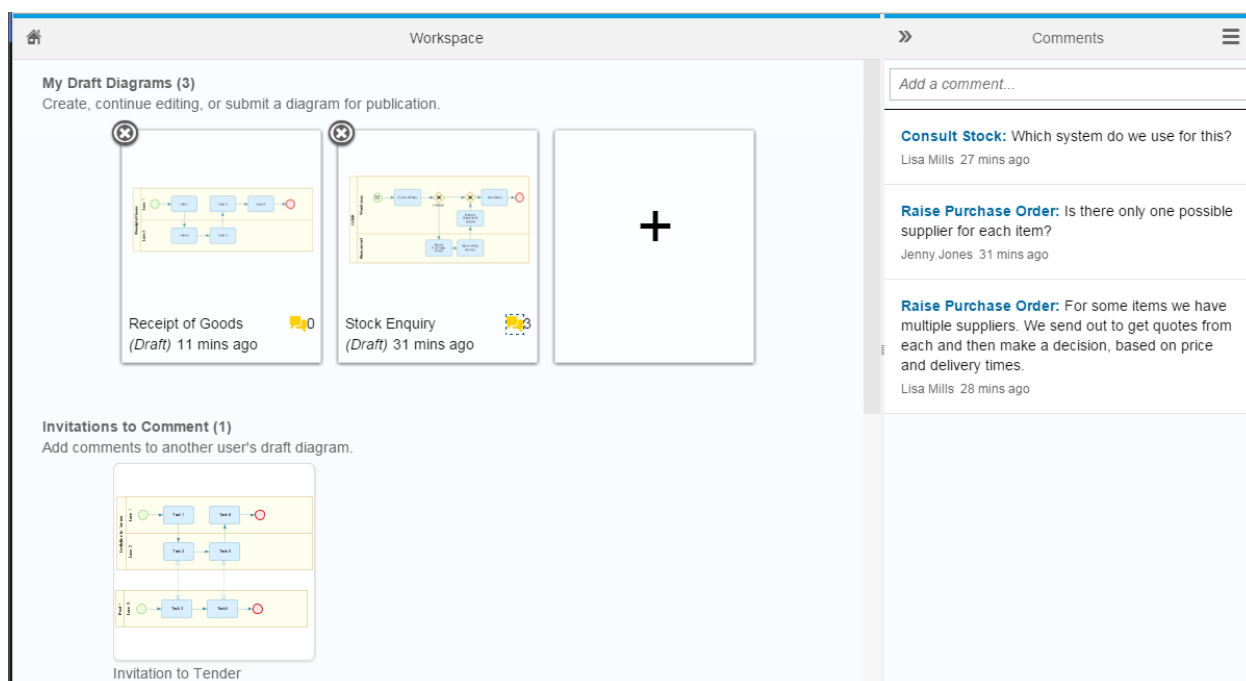 Workspace
My Draft Diagrams (3)
Create, continue editing, or submit a diagram for publication.
Receipt of Goods
0
(Draft) 11 mins ago
Stock Enquiry
3
(Draft) 31 mins ago
Invitations to Comment (1)
Add comments to another user's draft diagram.
Task 1
Invitation to Tender
Comments
Add a comment...
Consult Stock: Which system do we use for this?
Lisa Mills 27 mins ago
Raise Purchase Order: Is there only one possible
supplier for each item?
Jenny Jones 31 mins ago
Raise Purchase Order: For some items we have
multiple suppliers. We send out to get quotes from
each and then make a decision, based on price
and delivery times.
Lisa Mills 28 mins ago